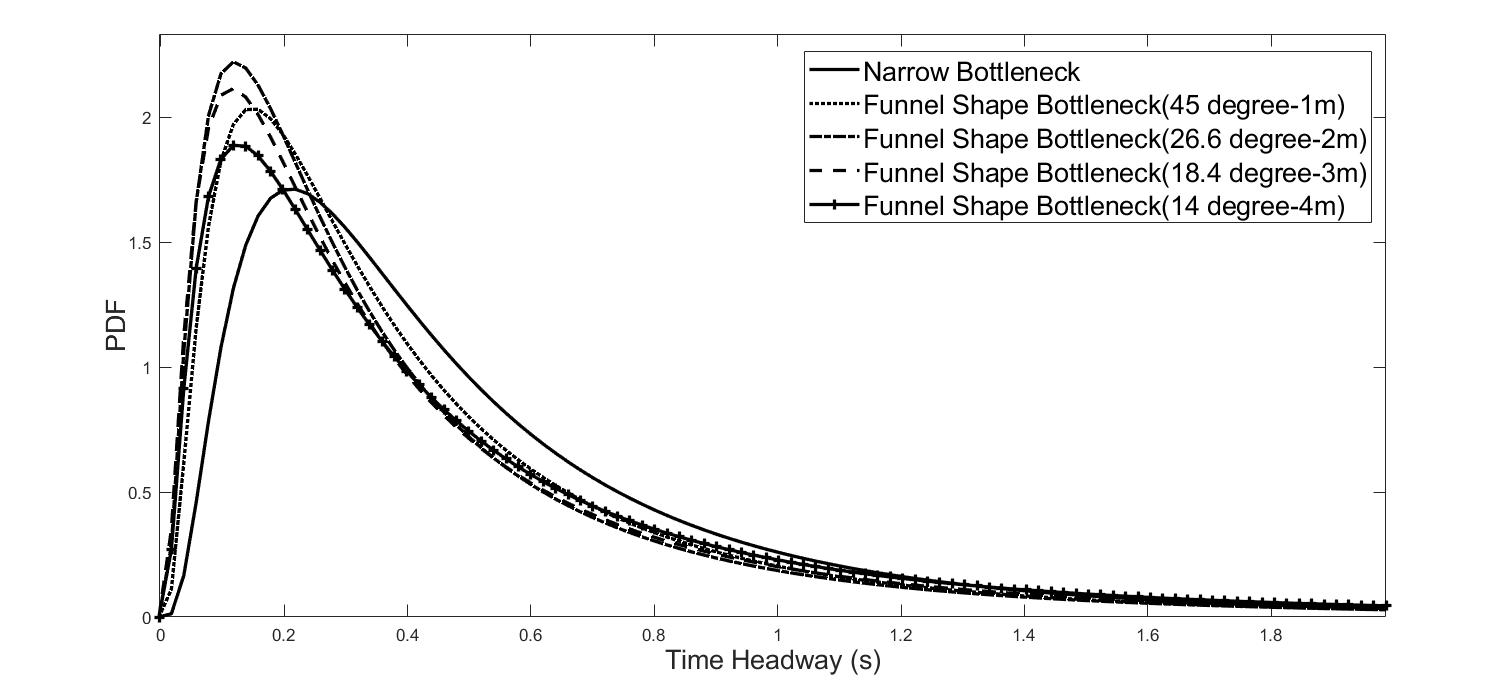 Narrow Bottleneck
Funnel Shape Bottleneck(45 degree-1m)
Funnel Shape Bottleneck(26.6 degree-2m)
Funnel Shape Bottleneck(18.4 degree-3m)
Funnel Shape Bottleneck(14 degree-4m)
2
1.5
1
0.5
0
PDF
0 0.2 0.4 0.6 0.8 1 1.2 1.4 1.6 1.8
Time Headway (s)